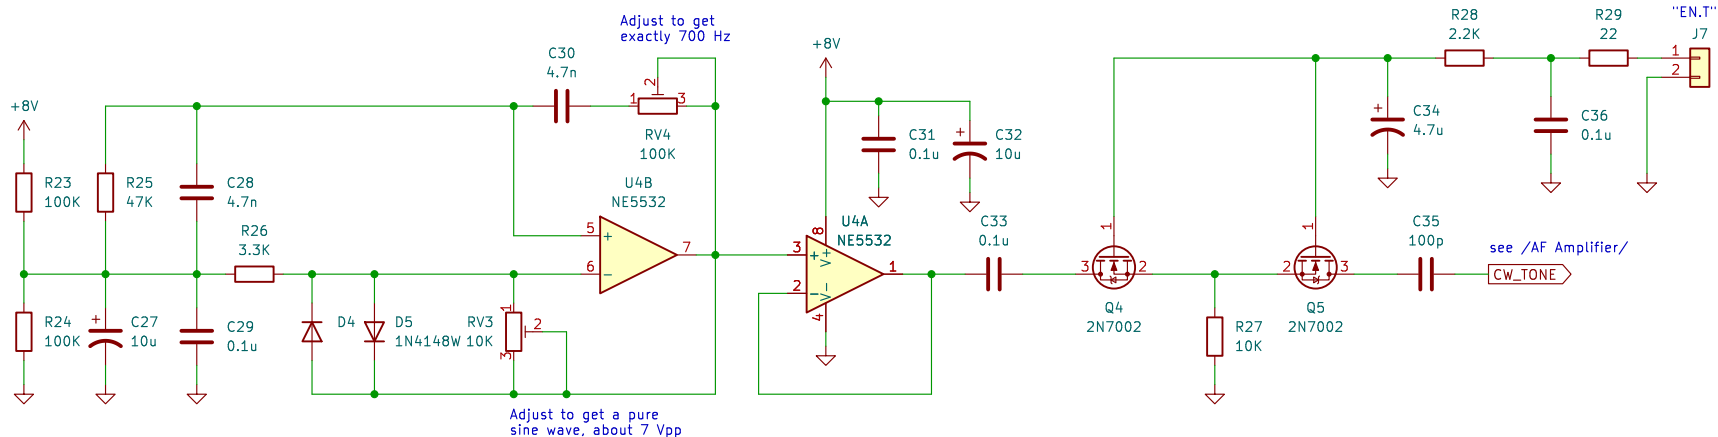 Adjust to get
exactly 700 Hz
"EN.T"
R28
2.2K
R29
22
J7
1
2
+8V
C30
4.7n
2
1
3
RV4
100K
+8V
C31
0.1u
+
C32
10u
+
C34
4.7u
C36
0.1u
R23
100K
R25
47K
C28
4.7n
U4B
NE5532
5
+
6
-
7
R26
3.3K
8
U4A
NE5532
3
+
V+
2
-
V-
1
4
C33
0.1u
1
3
2
Q4
2N7002
1
2
3
Q5
2N7002
C35
100p
see /AF Amplifier/
CW_TONE
R24
100K
+
C27
10u
C29
0.1u
D4
D5
1N4148W
RV3
10K
1
2
3
R27
10K
Adjust to get a pure
sine wave, about 7 Vpp